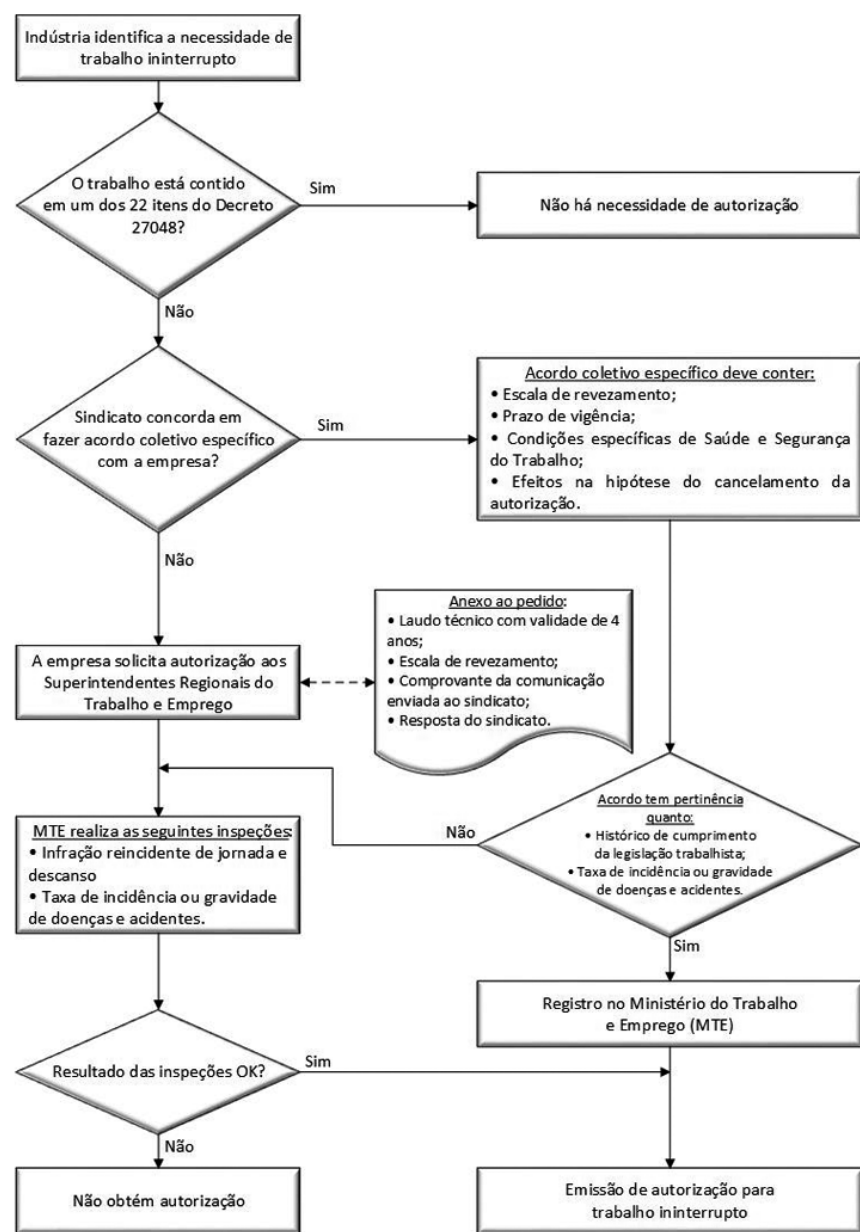 Indústria identifica a necessidade de
trabalho ininterrupto
O trabalho está contido
em um dos 22 itens do Decreto
27048?
Sim
Não há necessidade de autorização
Não
Sindicato concorda em
fazer acordo coletivo específico
com a empresa?
Sim
Acordo coletivo específico deve conter:
• Escala de revezamento;
• Prazo de vigência;
• Condições específicas de Saúde e Segurança
do Trabalho;
• Efeitos na hipótese do cancelamento da
autorização.
Não
A empresa solicita autorização aos
Superintendentes Regionais do
Trabalho e Emprego
Anexo ao pedido:
• Laudo técnico com validade de 4
anos;
• Escala de revezamento;
• Comprovante da comunicação
enviada ao sindicato;
• Resposta do sindicato.
Acordo tem pertinência
quanto:
• Histórico de cumprimento
da legislação trabalhista;
• Taxa de incidência ou gravidade
de doenças e acidentes.
Não
Sim
MTE realiza as seguintes inspeções:
• Infração reincidente de jornada e
descanso
• Taxa de incidência ou gravidade
de doenças e acidentes.
Registro no Ministério do Trabalho
e Emprego (MTE)
Resultado das inspeções OK?
Sim
Não
Não obtém autorização
Emissão de autorização para
trabalho ininterrupto